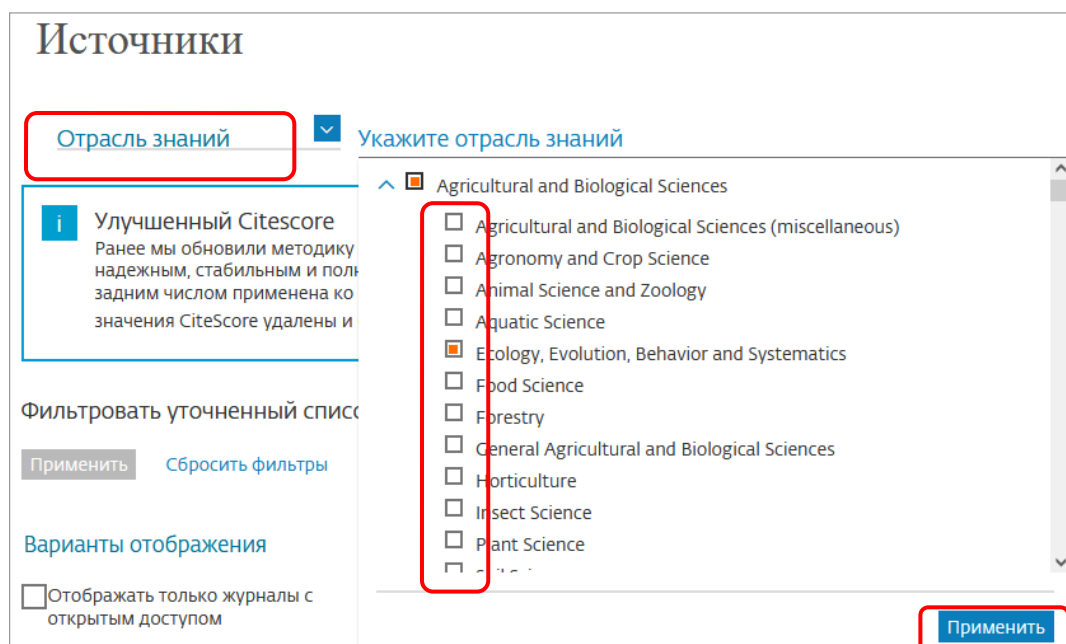 Источники
Отрасль знаний
Укажите отрасль знаний
Agricultural and Biological Sciences
Agricultural and Biological Sciences (miscellaneous)
Agronomy and Crop Science
Animal Science and Zoology
Aquatic Science
Ecology, Evolution, Behavior and Systematics
Food Science
Forestry
General Agricultural and Biological Sciences
Horticulture
Insect Science
Plant Science
Применить
i
Улучшенный Citescore
Ранее мы обновили методику
надежным, стабильным и
задним числом применена ко
значения CiteScore удалены и
Фильтровать уточненный
Применить Сбросить фильтры
Варианты отображения
Отображать только журналы с
открытым доступом